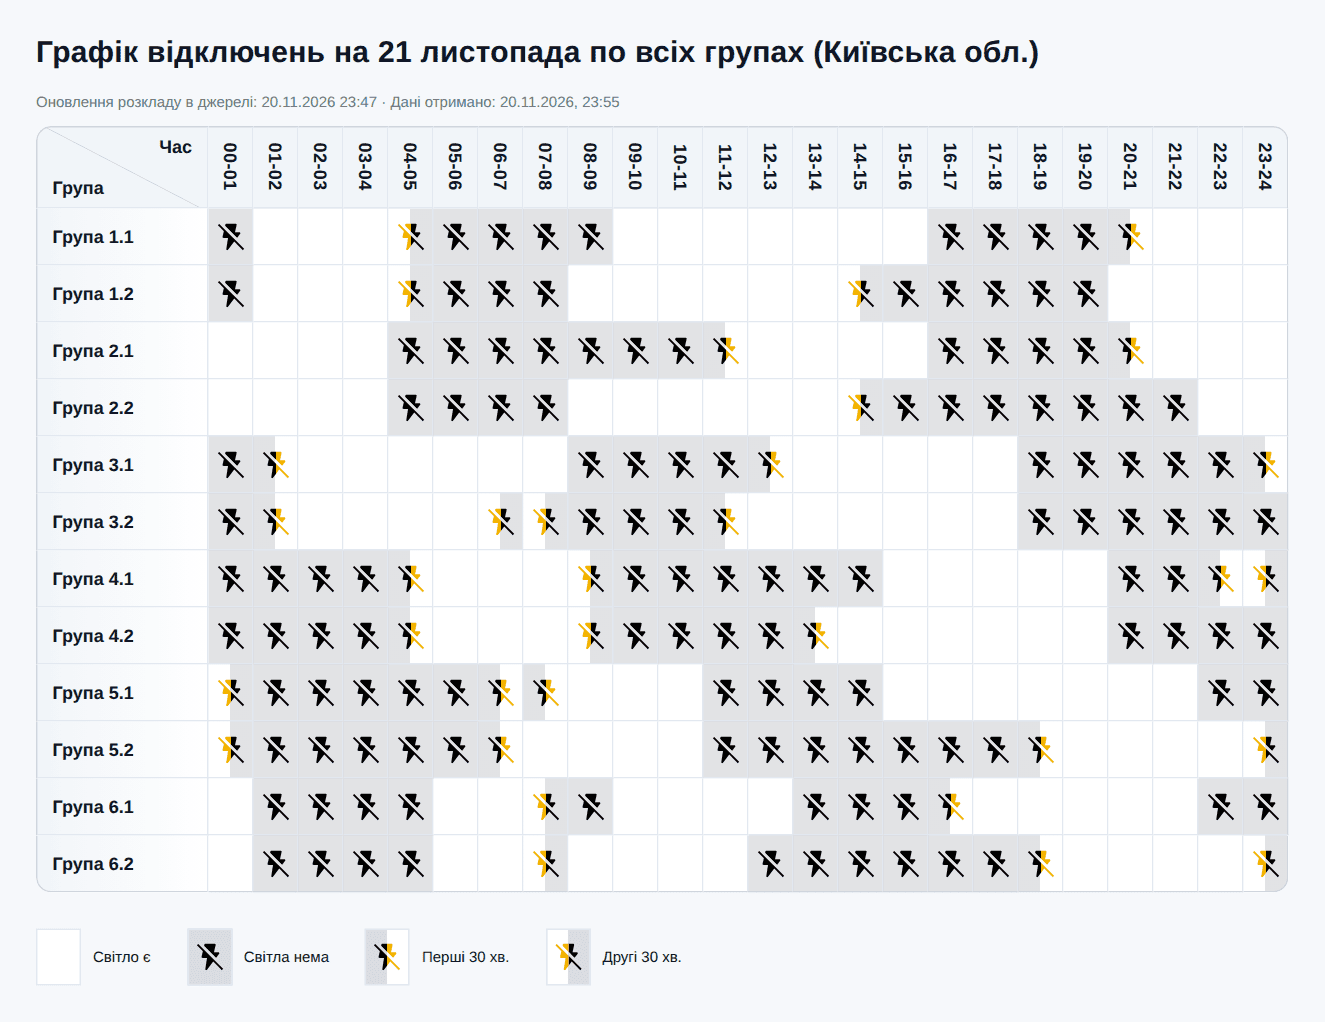 Графік відключень на 21 листопада по всіх групах (Київська обл.)
Оновлення розкладу в джерелі: 20.11.2026 23:47 · Дані отримано: 20.11.2026, 23:55
Час
Група
00-01 01-02 02-03 03-04 04-05 05-06 06-07 07-08 08-09 09-10 10-11 11-12 12-13 13-14 14-15 15-16 16-17 17-18 18-19 19-20 20-21 21-22 22-23 23-24
Група 1.1
Група 1.2
Група 2.1
Група 2.2
Група 3.1
Група 3.2
Група 4.1
Група 4.2
Група 5.1
Група 5.2
Група 6.1
Група 6.2
Світло є Світла нема Перші 30 хв. Другі 30 хв.